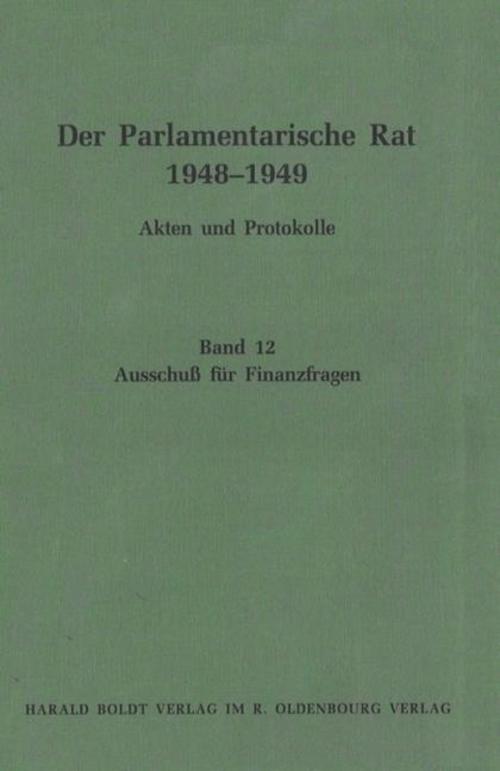 Der Parlamentarische Rat
1948–1949
Akten und Protokolle
Band 12
Ausschuß für Finanzfragen
HARALD BOLDT VERLAG IM R. OLDENBOURG VERLAG